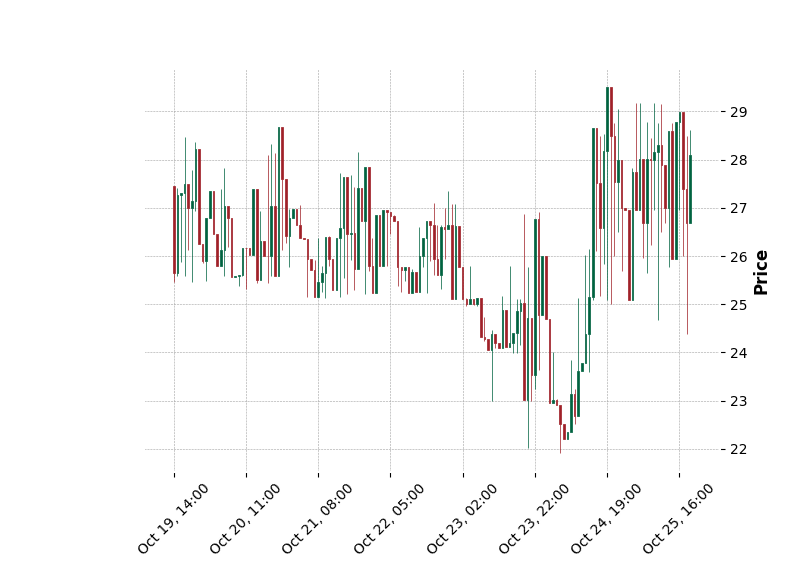 29
28
27
26
25
24
23
22
Price
Oct 19, 14:00
Oct 20, 11:00
Oct 21, 08:00
Oct 22, 05:00
Oct 23, 02:00
Oct 23, 22:00
Oct 24, 19:00
Oct 25, 16:00